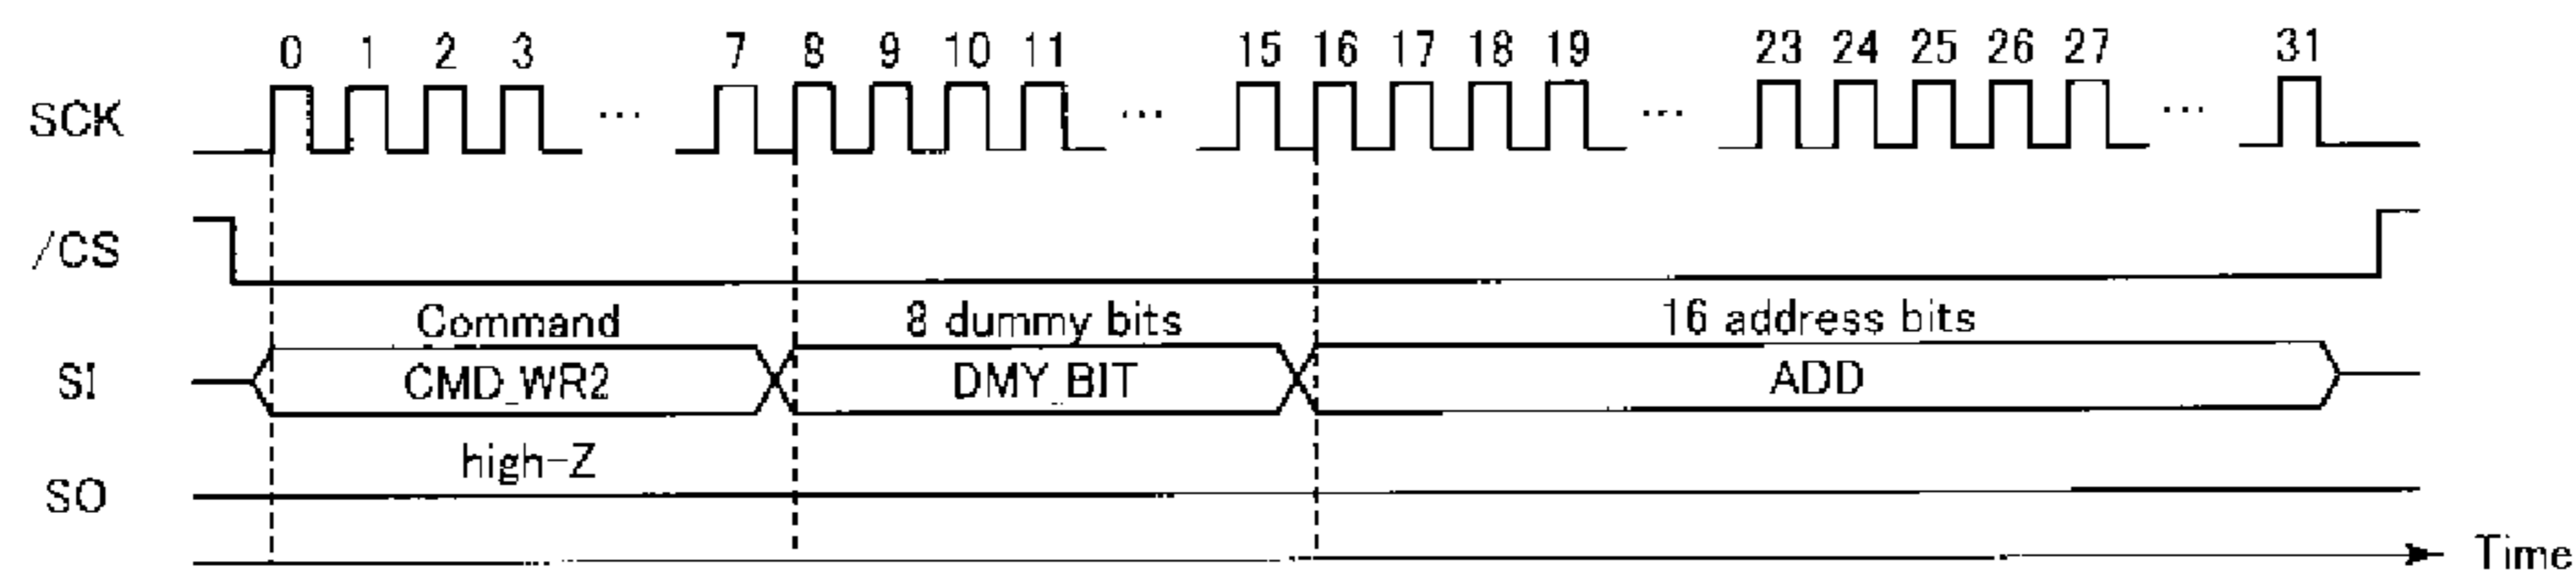 0 1 2 3 7 8 9 10 11 15 16 17 18 19 23 24 25 26 27 31
SCK ... ... ... ...
/CS
Command 8 dummy bits 16 address bits
SI CMD_WR2 DMY_BIT ADD
high-Z
SO
Time